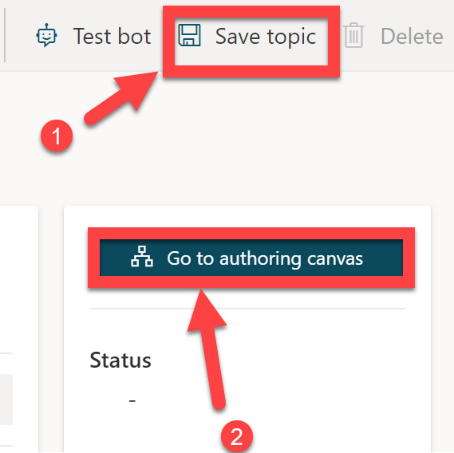 Test bot Save topic Delete
1
Go to authoring canvas
Status
-
2